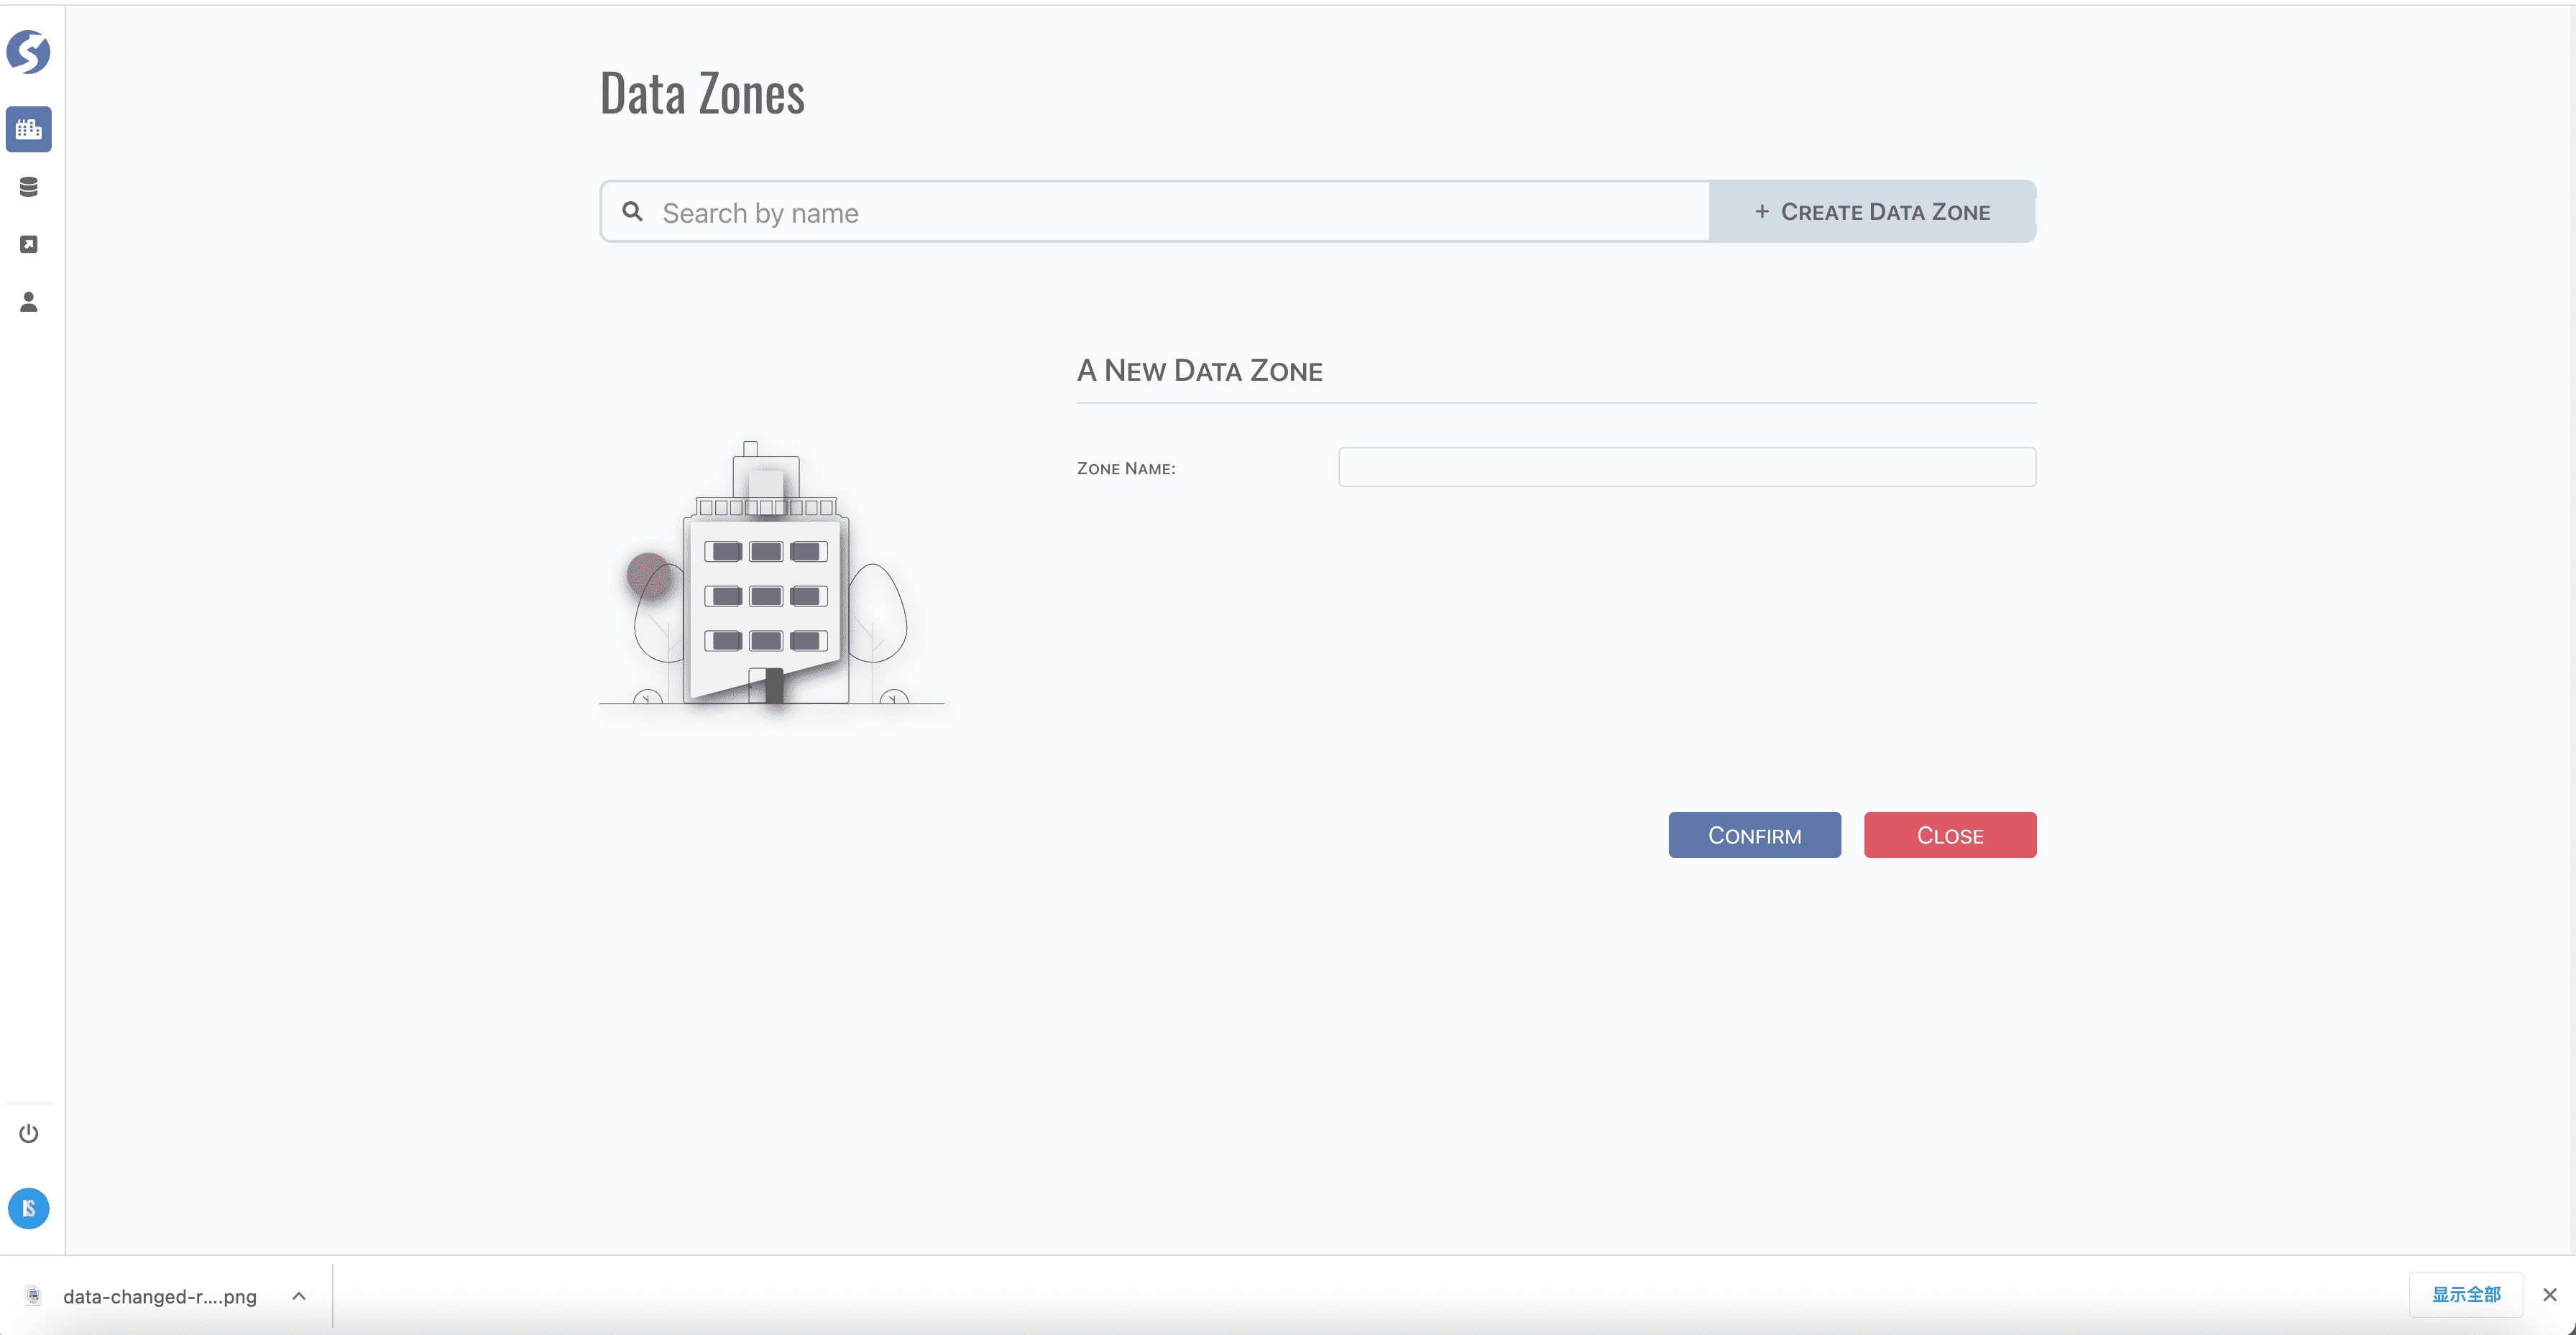 Data Zones
Search by name
+ CREATE DATA ZONE
A NEW DATA ZONE
ZONE NAME:
CONFIRM
CLOSE
data-changed-r....png
显示全部